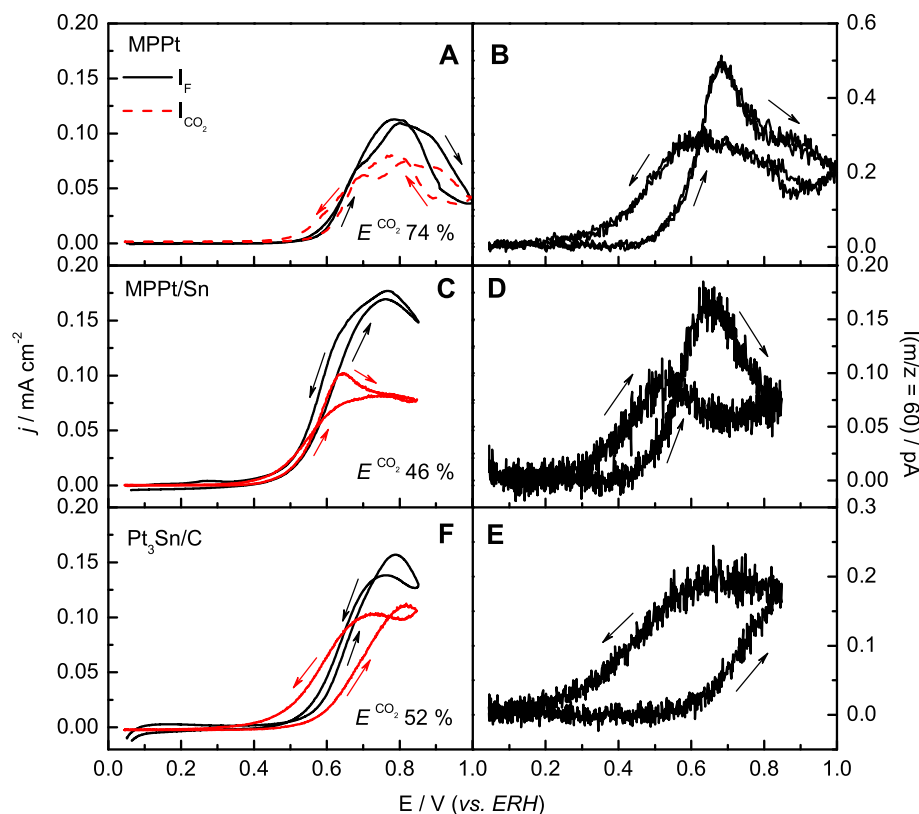 0.20
MPPt
A
I_F
I_CO₂
0.15
0.10
0.05
0.00
E^CO₂ 74 %
B
0.6
0.4
0.2
0.0
0.20
MPPt/Sn
C
0.15
0.10
0.05
0.00
E^CO₂ 46 %
D
0.20
0.15
0.10
0.05
0.00
0.20
Pt₃Sn/C
F
0.15
0.10
0.05
0.00
E^CO₂ 52 %
E
0.3
0.2
0.1
0.0
j / mA cm⁻²
I(m/z = 60) / pA
0.0 0.2 0.4 0.6 0.8 1.0 0.2 0.4 0.6 0.8 1.0
E / V (vs. ERH)